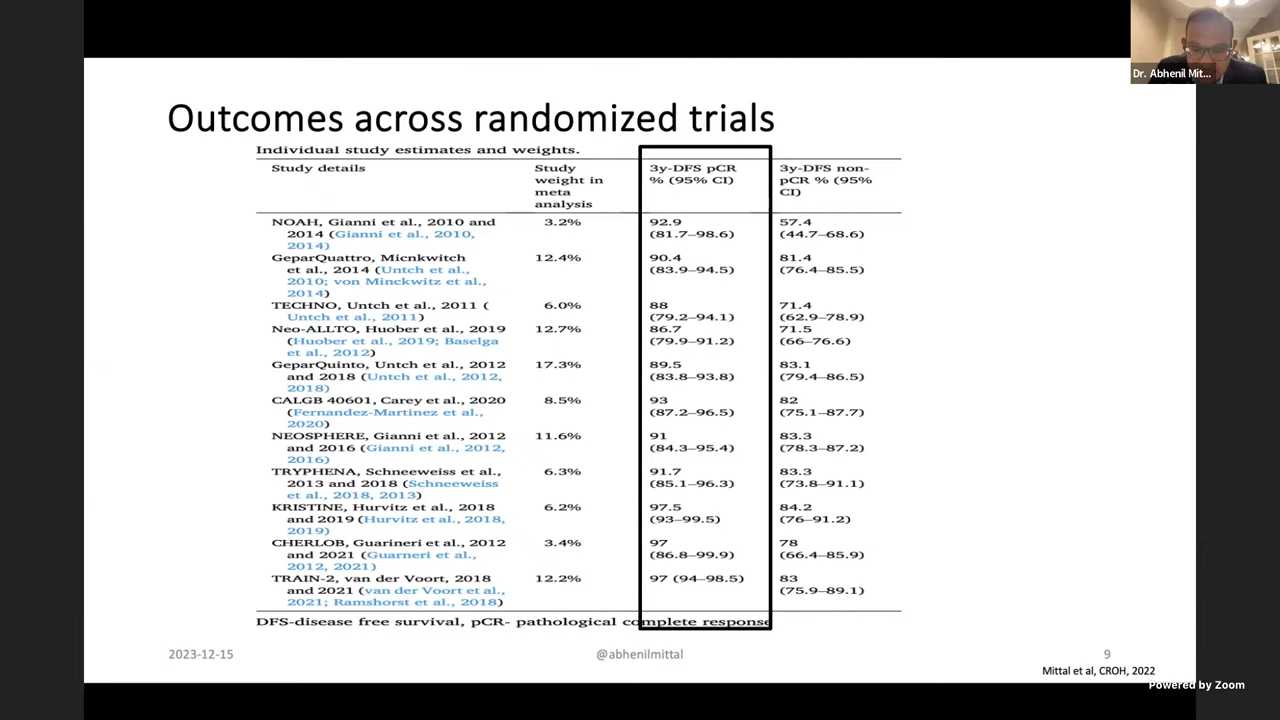 Dr. Abhenil Mit...
Outcomes across randomized trials
Individual study estimates and weights.
Study details
Study
weight in
meta
analysis
3y-DFS pCR
% (95% CI)
3y-DFS non-
pCR % (95%
CI)
NOAH, Gianni et al., 2010 and 3.2% 92.9 57.4
2014 (Gianni et al., 2010, (81.7–98.6) (44.7–68.6)
2014)
GeparQuattro, Micnkwitch 12.4% 90.4 81.4
et al., 2014 (Untch et al., (83.9–94.5) (76.4–85.5)
2010; von Minckwitz et al.,
2014)
TECHNO, Untch et al., 2011 ( 6.0% 88 71.4
Untch et al., 2011) (79.2–94.1) (62.9–78.9)
Neo-ALLTO, Huober et al., 2019 12.7% 86.7 71.5
(Huober et al., 2019; Baselga (79.9–91.2) (66–76.6)
et al., 2012)
GeparQuinto, Untch et al., 2012 17.3% 89.5 83.1
and 2018 (Untch et al., 2012, (83.8–93.8) (79.4–86.5)
2018)
CALGB 40601, Carey et al., 2020 8.5% 93 82
(Fernandez-Martinez et al., (87.2–96.5) (75.1–87.7)
2020)
NEOSPHERE, Gianni et al., 2012 11.6% 91 83.3
and 2016 (Gianni et al., 2012, (84.3–95.4) (78.3–87.2)
2016)
TRYPHENA, Schneeweiss et al., 6.3% 91.7 83.3
2013 and 2018 (Schneeweiss (85.1–96.3) (73.8–91.1)
et al., 2018, 2013)
KRISTINE, Hurvitz et al., 2018 6.2% 97.5 84.2
and 2019 (Hurvitz et al., 2018, (93–99.5) (76–91.2)
2019)
CHERLOB, Guarineri et al., 2012 3.4% 97 78
and 2021 (Guarneri et al., (86.8–99.9) (66.4–85.9)
2012, 2021)
TRAIN-2, van der Voort, 2018 12.2% 97 (94–98.5) 83
and 2021 (van der Voort et al., (75.9–89.1)
2021; Ramshorst et al., 2018)
DFS-disease free survival, pCR- pathological complete response
2023-12-15
@abhenilmittal
9
Mittal et al, CROH, 2022
Powered by Zoom